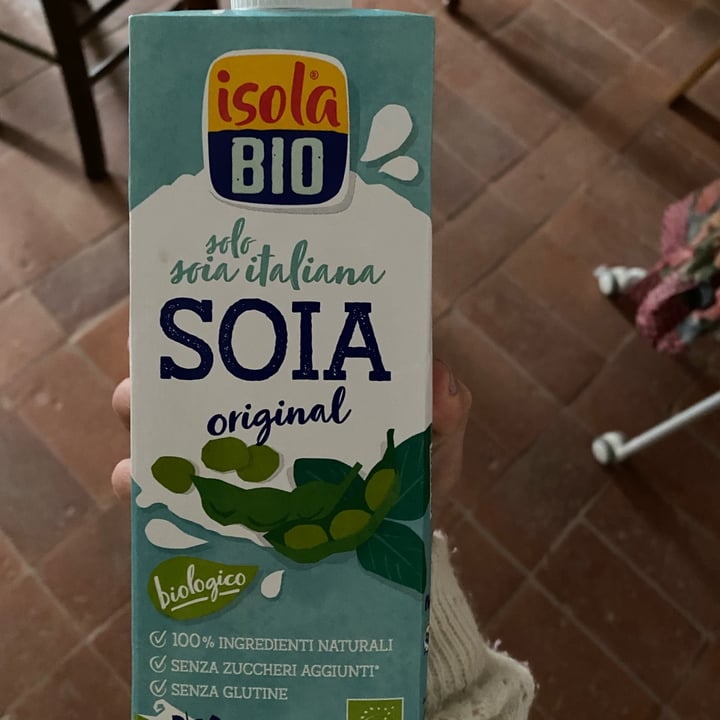 isola®
BIO
solo
soia italiana
SOIA
original
biologico
100% INGREDIENTI NATURALI
SENZA ZUCCHERI AGGIUNTI*
SENZA GLUTINE